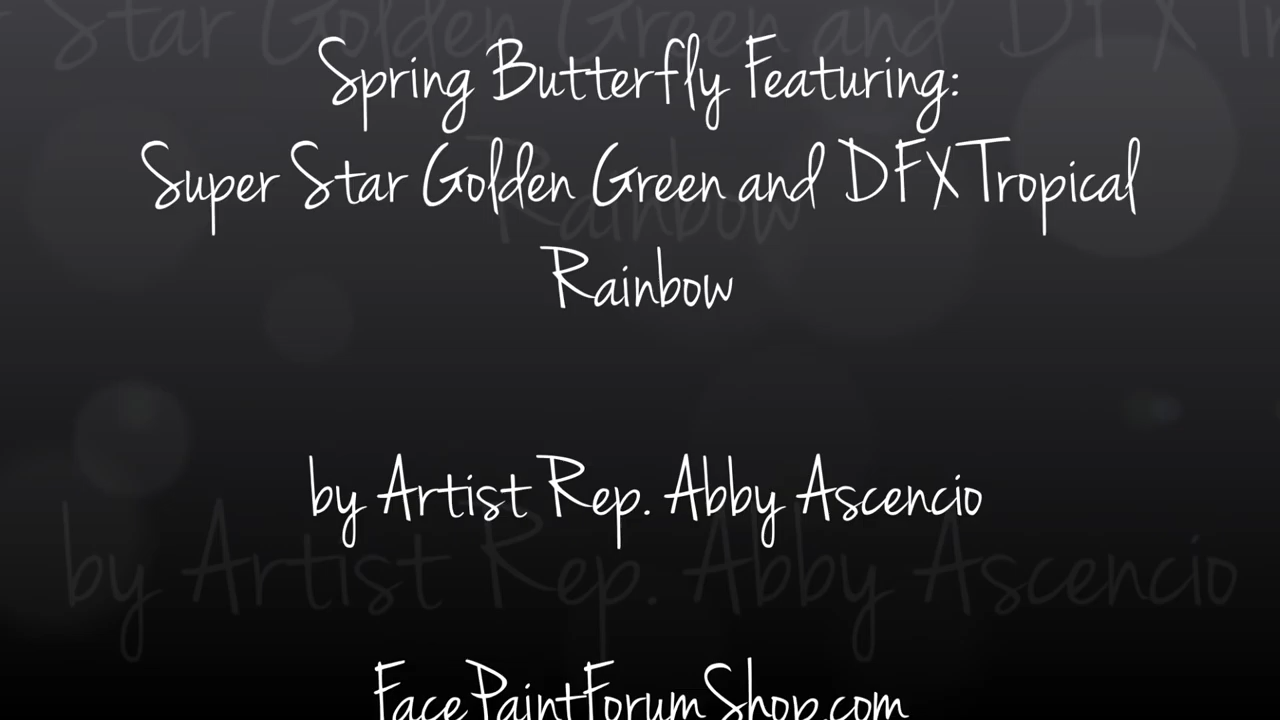 Spring Butterfly Featuring:
Super Star Golden Green and DFX Tropical
Rainbow
by Artist Rep. Abby Ascencio
FacePaintForumShop.com